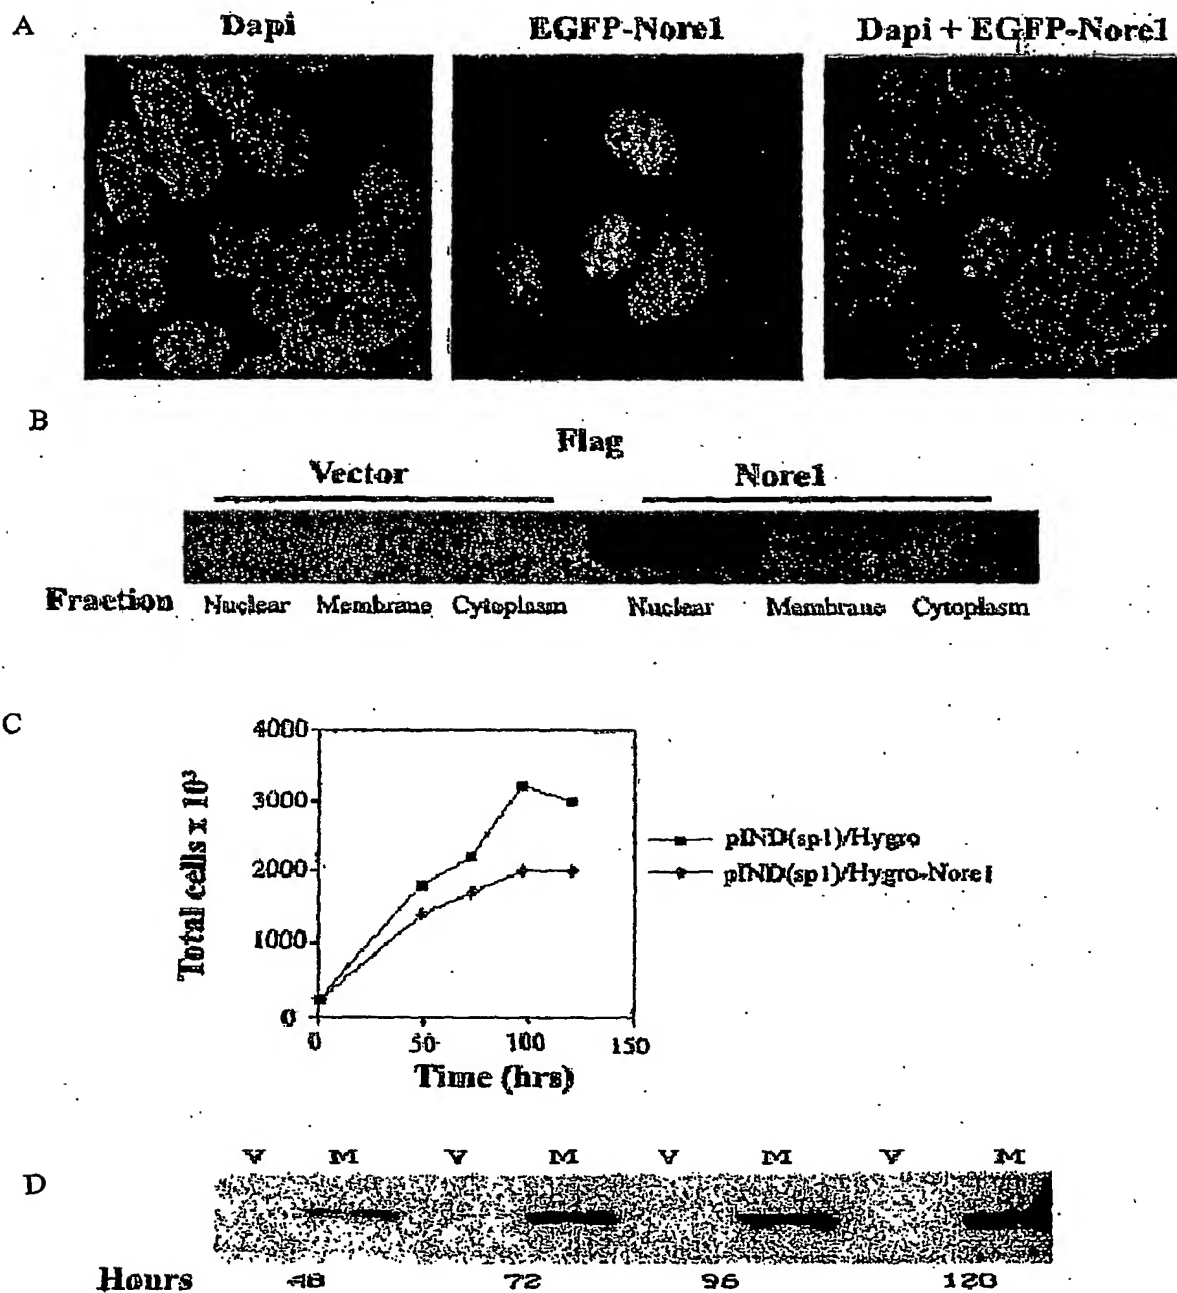 A
Dapi
EGFP-Nore1
Dapi + EGFP-Nore1
B
Flag
Vector
Nore1
Fraction
Nuclear
Membrane
Cytoplasm
Nuclear
Membrane
Cytoplasm
C
Total cells x 10³
4000
3000
2000
1000
0
0
50
100
150
Time (hrs)
pIND(sp1)/Hygro
pIND(sp1)/Hygro-Nore1
D
V M V M V M V M
Hours 48 72 96 120